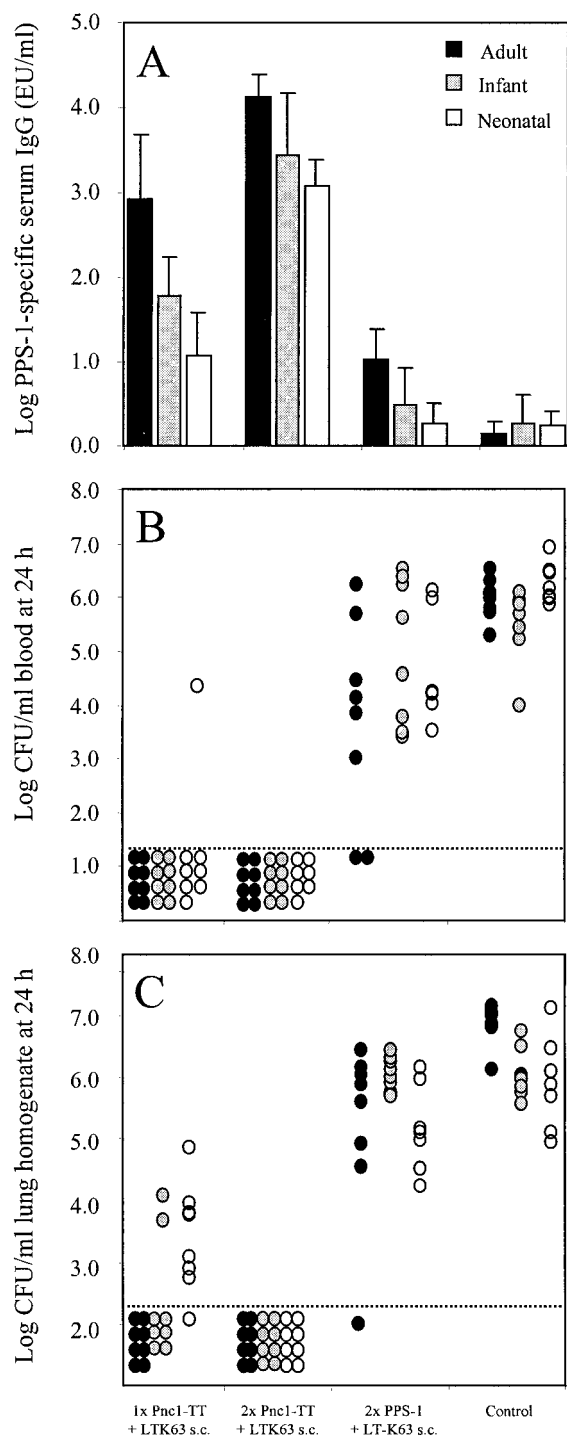 A
Adult
Infant
Neonatal
Log PPS-1-specific serum IgG (EU/ml)
5.0
4.0
3.0
2.0
1.0
0.0
B
Log CFU/ml blood at 24 h
8.0
7.0
6.0
5.0
4.0
3.0
2.0
1.0
C
Log CFU/ml lung homogenate at 24 h
8.0
7.0
6.0
5.0
4.0
3.0
2.0
1x Pnc1-TT
+ LTK63 s.c.
2x Pnc1-TT
+ LTK63 s.c.
2x PPS-1
+ LT-K63 s.c.
Control